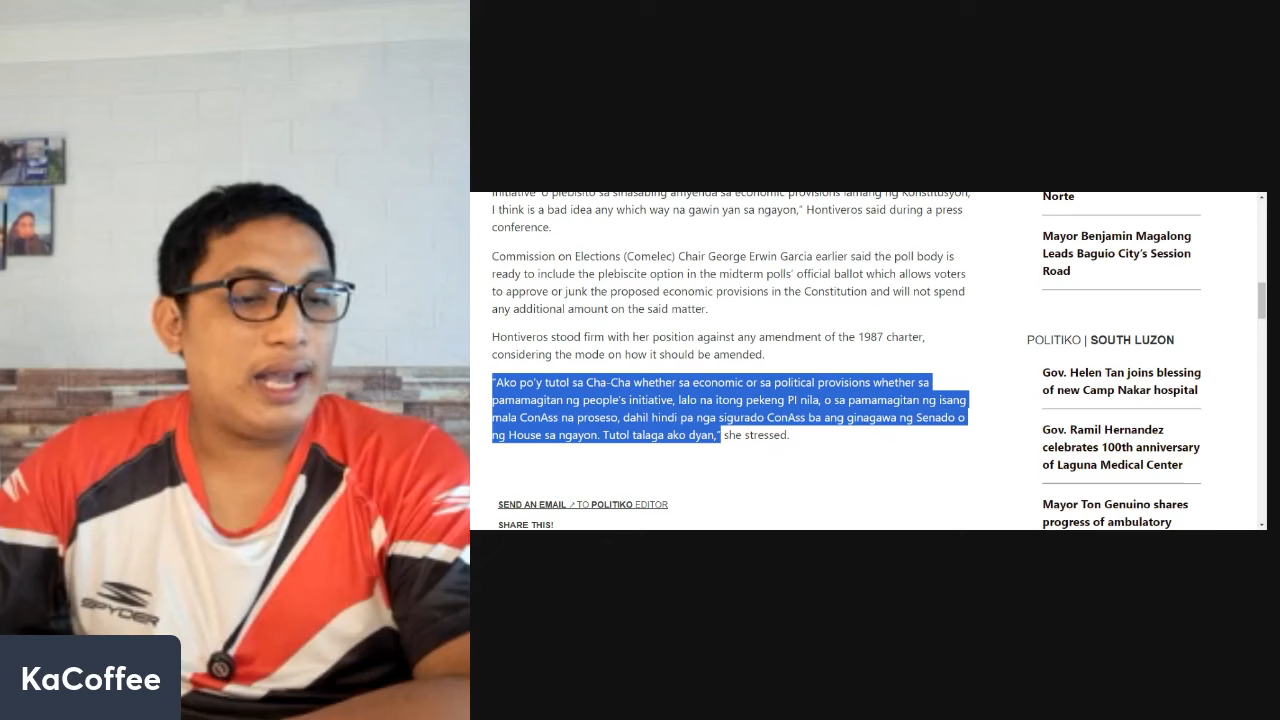 SPYDER
KaCoffee
initiative' o plebisito sa sinasabing amyenda sa economic provisions lamang ng Konstitusyon,
I think is a bad idea any which way na gawin yan sa ngayon,” Hontiveros said during a press
conference.
Commission on Elections (Comelec) Chair George Erwin Garcia earlier said the poll body is
ready to include the plebiscite option in the midterm polls’ official ballot which allows voters
to approve or junk the proposed economic provisions in the Constitution and will not spend
any additional amount on the said matter.
Hontiveros stood firm with her position against any amendment of the 1987 charter,
considering the mode on how it should be amended.
“Ako po’y tutol sa Cha-Cha whether sa economic or sa political provisions whether sa
pamamagitan ng people’s initiative, lalo na itong pekeng PI nila, o sa pamamagitan ng isang
mala ConAss na proseso, dahil hindi pa nga sigurado ConAss ba ang ginagawa ng Senado o
ng House sa ngayon. Tutol talaga ako dyan,” she stressed.
SEND AN EMAIL ↗ TO POLITIKO EDITOR
SHARE THIS!
Norte
Mayor Benjamin Magalong
Leads Baguio City’s Session
Road
POLITIKO | SOUTH LUZON
Gov. Helen Tan joins blessing
of new Camp Nakar hospital
Gov. Ramil Hernandez
celebrates 100th anniversary
of Laguna Medical Center
Mayor Ton Genuino shares
progress of ambulatory